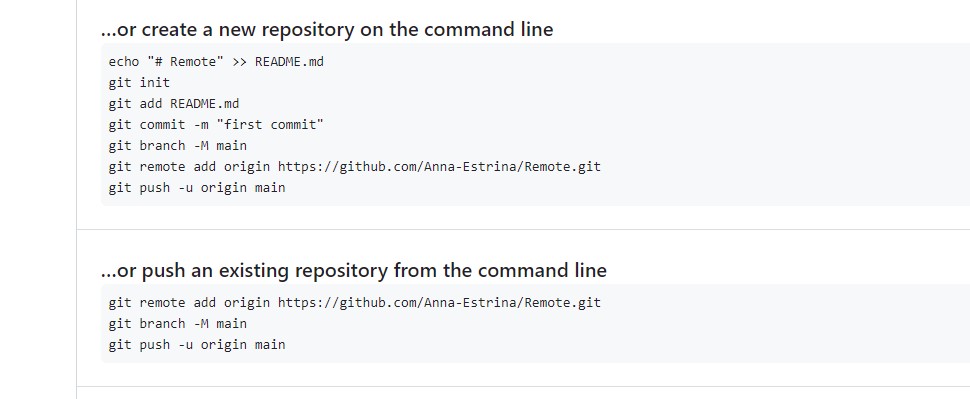 ...or create a new repository on the command line
echo "# Remote" >> README.md
git init
git add README.md
git commit -m "first commit"
git branch -M main
git remote add origin https://github.com/Anna-Estrina/Remote.git
git push -u origin main
...or push an existing repository from the command line
git remote add origin https://github.com/Anna-Estrina/Remote.git
git branch -M main
git push -u origin main